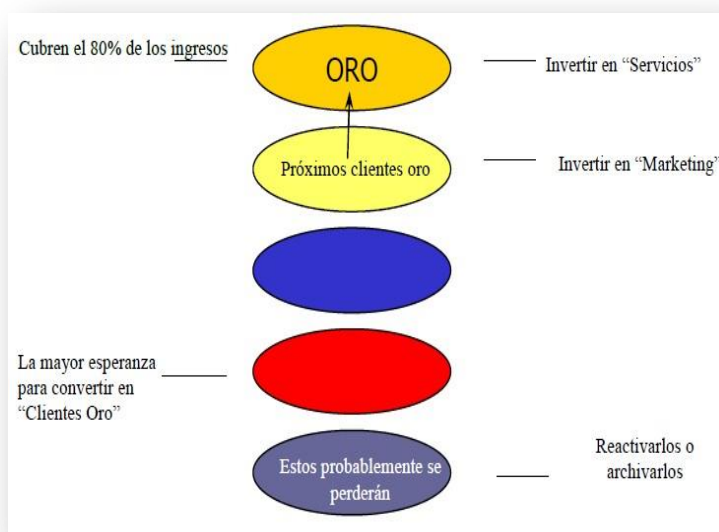 Cubren el 80% de los ingresos
ORO
Invertir en “Servicios”
Próximos clientes oro
Invertir en “Marketing”
La mayor esperanza
para convertir en
“Clientes Oro”
Estos probablemente se
perderán
Reactivarlos o
archivarlos